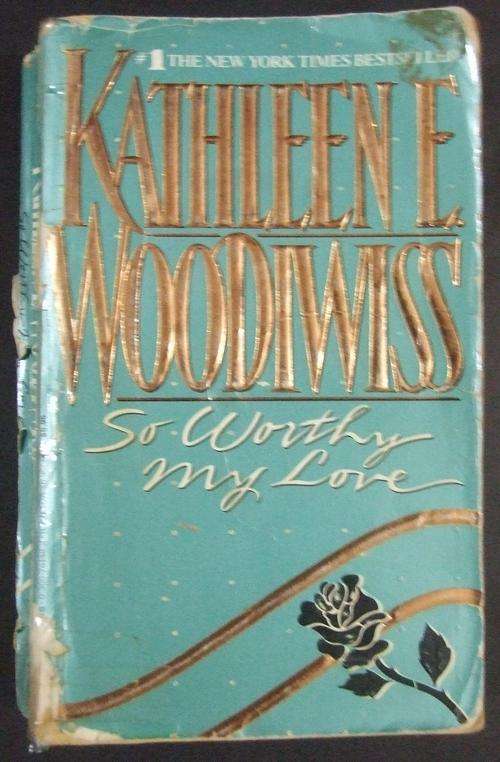 #1 THE NEW YORK TIMES BESTSELLER
KATHLEEN E.
WOODIWISS
So Worthy
My Love